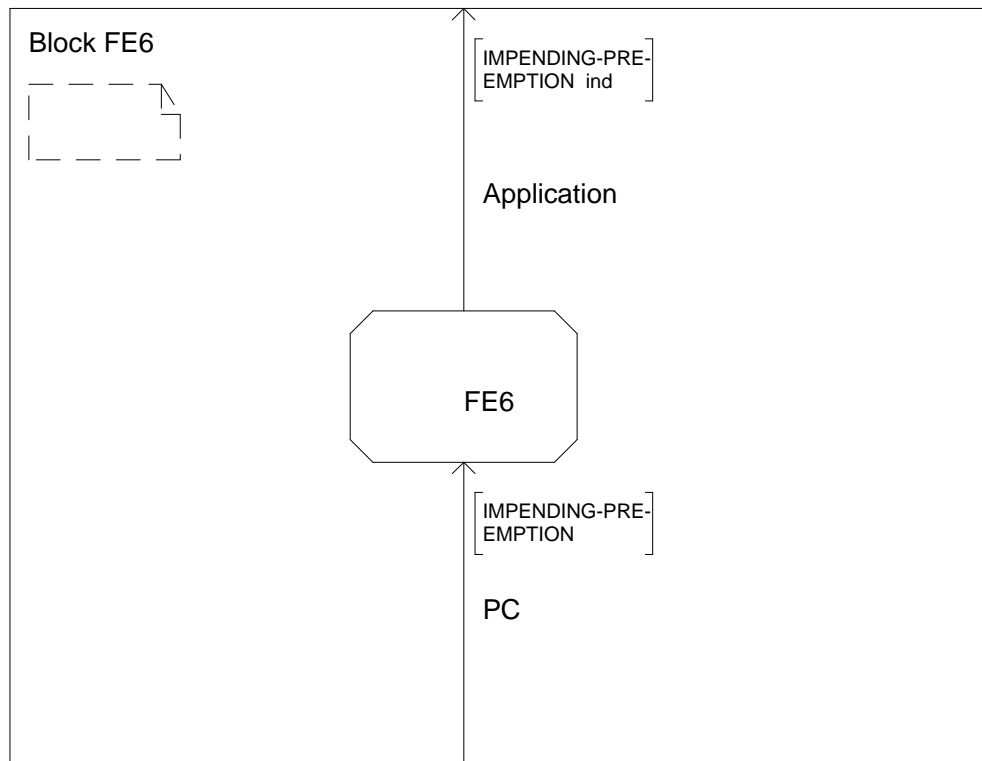 Block FE6
IMPENDING-PRE-
EMPTION ind
Application
FE6
IMPENDING-PRE-
EMPTION
PC